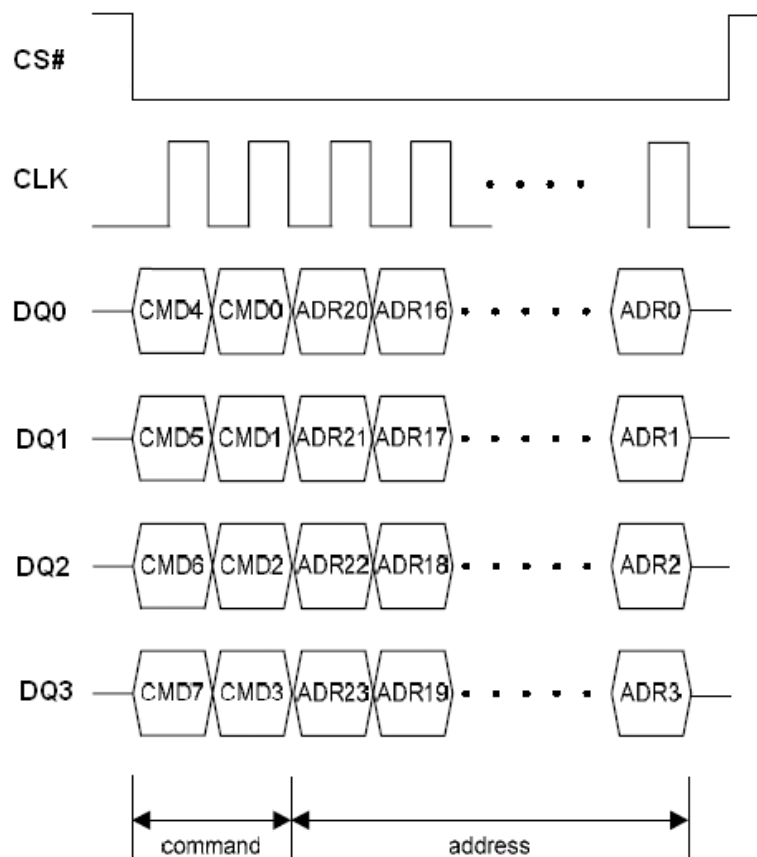 CS#
CLK
DQ0 CMD4 CMD0 ADR20 ADR16 ADR0
DQ1 CMD5 CMD1 ADR21 ADR17 ADR1
DQ2 CMD6 CMD2 ADR22 ADR18 ADR2
DQ3 CMD7 CMD3 ADR23 ADR19 ADR3
command address